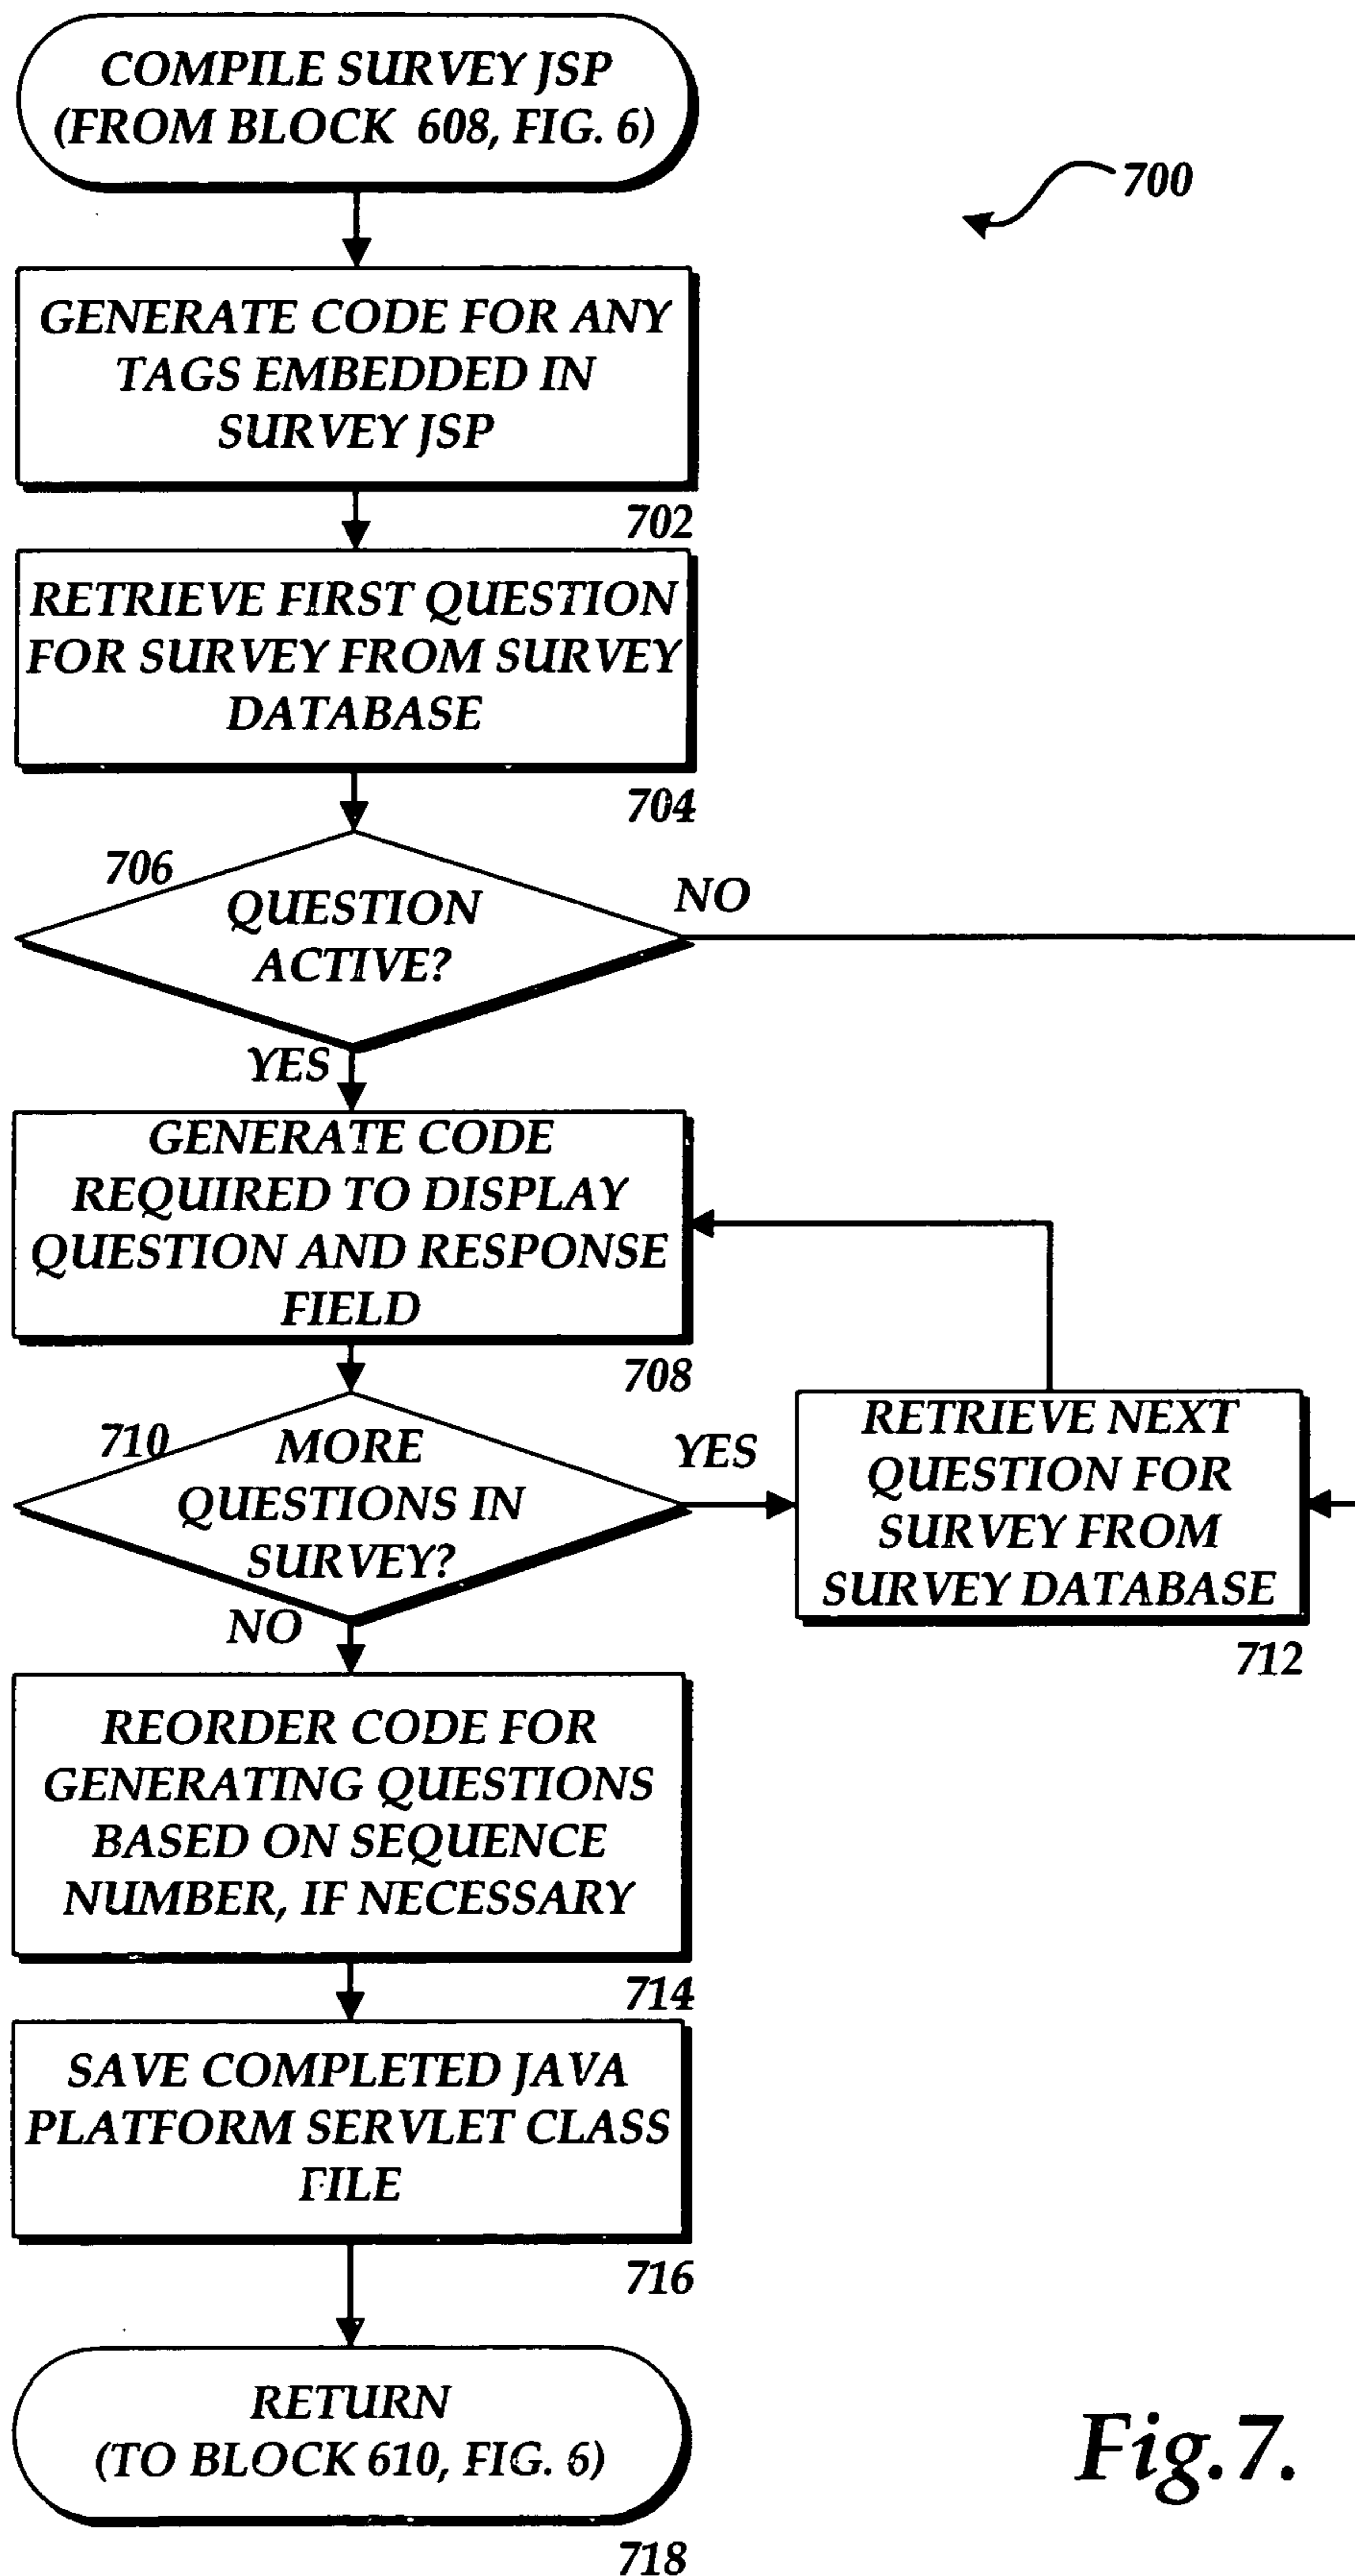 COMPILE SURVEY JSP
(FROM BLOCK 608, FIG. 6)
700
GENERATE CODE FOR ANY
TAGS EMBEDDED IN
SURVEY JSP
702
RETRIEVE FIRST QUESTION
FOR SURVEY FROM SURVEY
DATABASE
704
706
QUESTION
ACTIVE?
NO
YES
GENERATE CODE
REQUIRED TO DISPLAY
QUESTION AND RESPONSE
FIELD
708
710
MORE
QUESTIONS IN
SURVEY?
YES
NO
RETRIEVE NEXT
QUESTION FOR
SURVEY FROM
SURVEY DATABASE
712
REORDER CODE FOR
GENERATING QUESTIONS
BASED ON SEQUENCE
NUMBER, IF NECESSARY
714
SAVE COMPLETED JAVA
PLATFORM SERVLET CLASS
FILE
716
RETURN
(TO BLOCK 610, FIG. 6)
718
Fig.7.